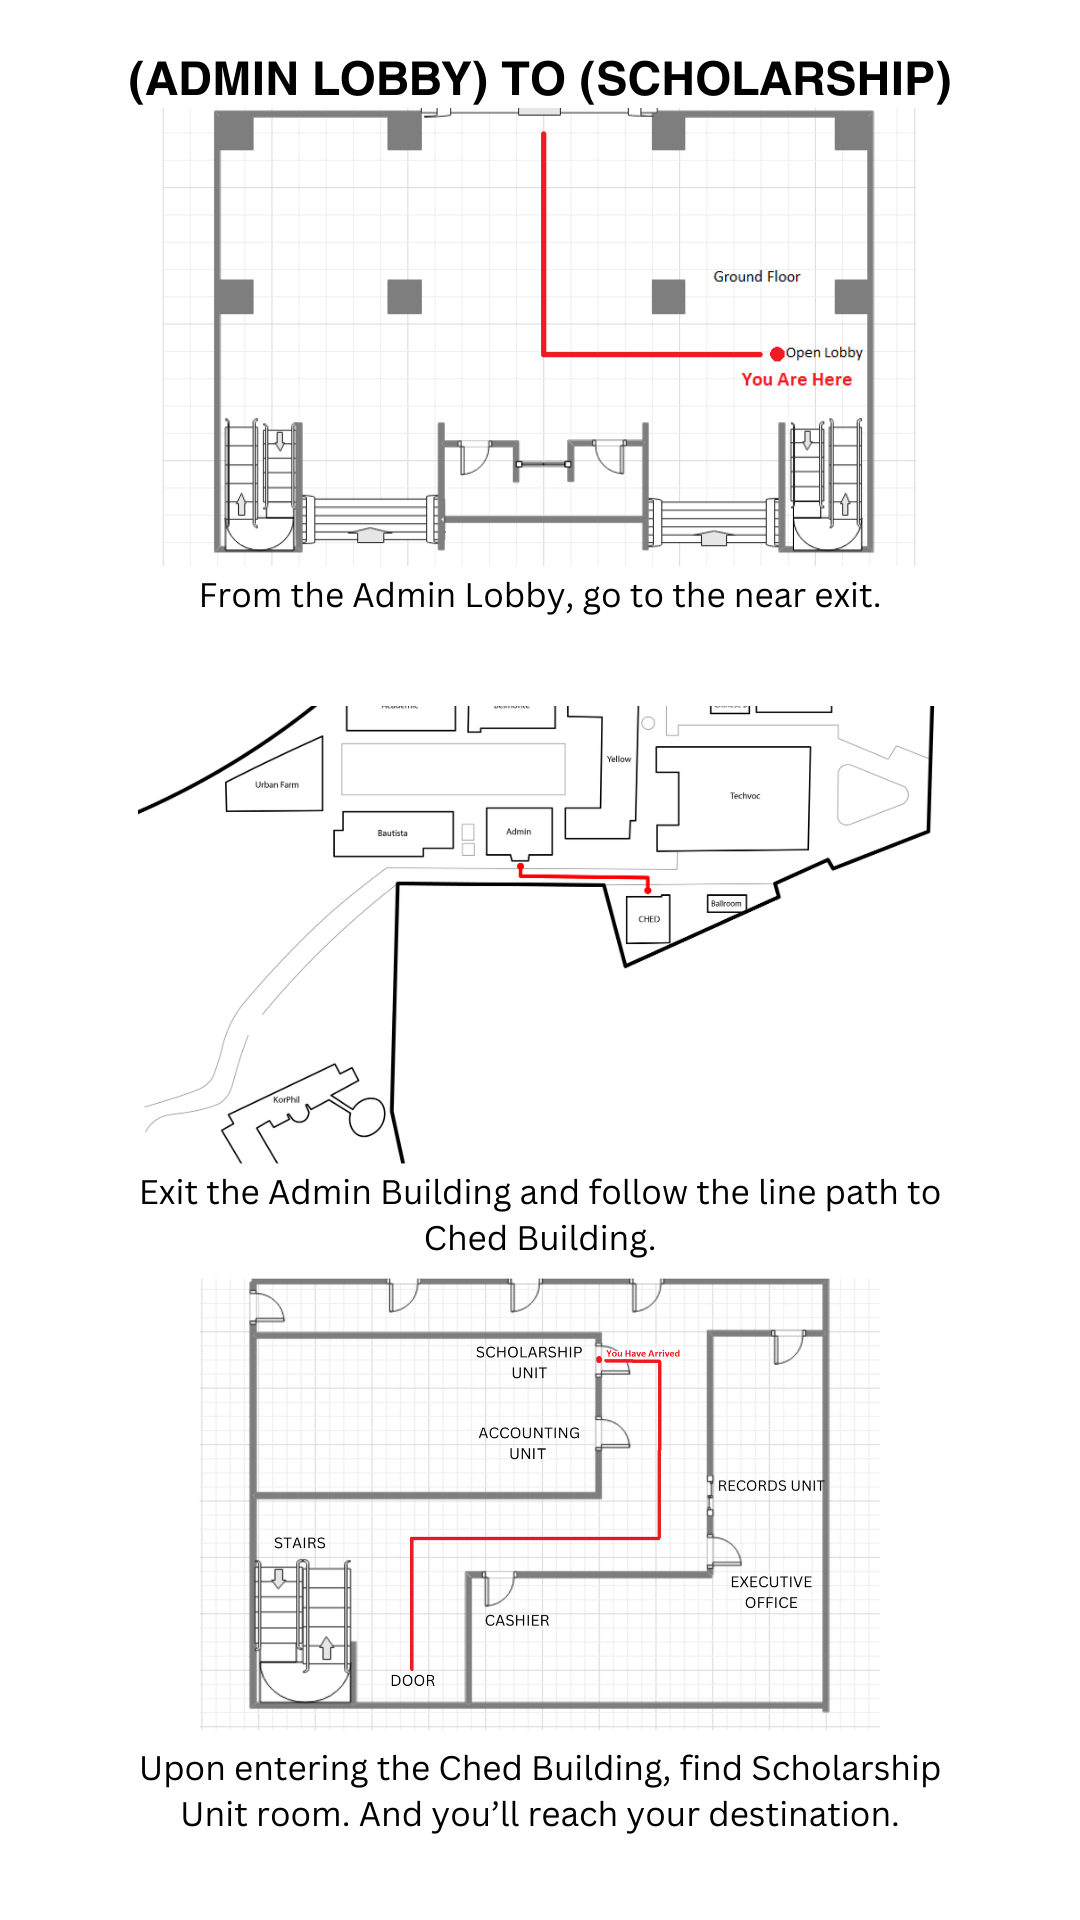 (ADMIN LOBBY) TO (SCHOLARSHIP)
Ground Floor
Open Lobby
You Are Here
From the Admin Lobby, go to the near exit.
Academic
Belmonte
Yellow
Urban Farm
Techvoc
Admin
Bautista
Ballroom
CHED
KorPhil
Exit the Admin Building and follow the line path to
Ched Building.
SCHOLARSHIP
UNIT
You Have Arrived
ACCOUNTING
UNIT
RECORDS UNIT
STAIRS
EXECUTIVE
OFFICE
CASHIER
DOOR
Upon entering the Ched Building, find Scholarship
Unit room. And you’ll reach your destination.